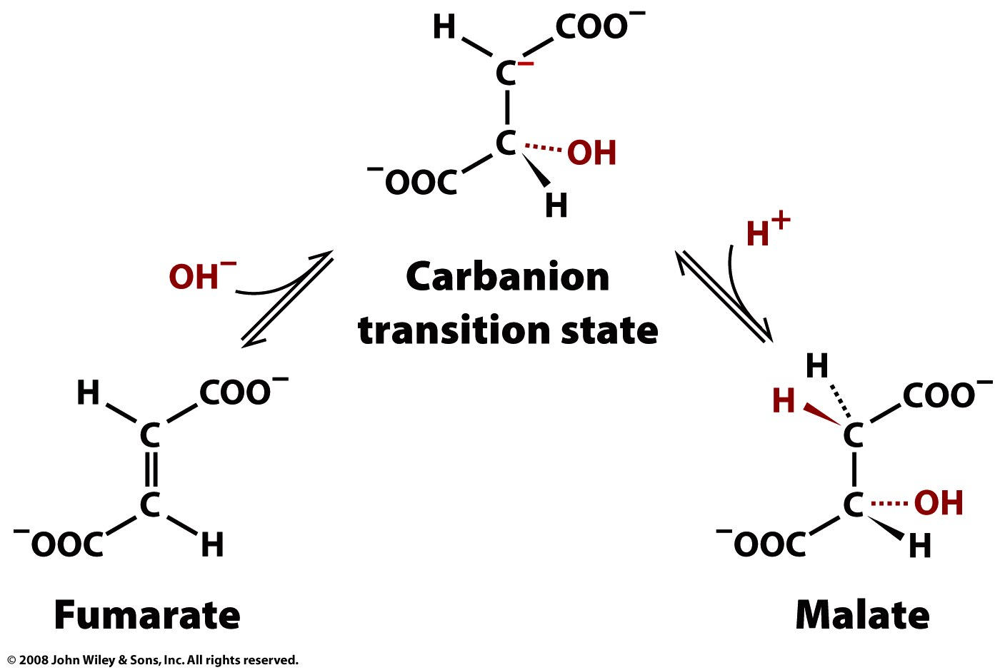 H COO⁻
C⁻
C OH
⁻OOC H
OH⁻ H⁺
Carbanion
transition state
H COO⁻
C
C
⁻OOC H
Fumarate
H
H COO⁻
C
C OH
⁻OOC H
Malate
© 2008 John Wiley & Sons, Inc. All rights reserved.